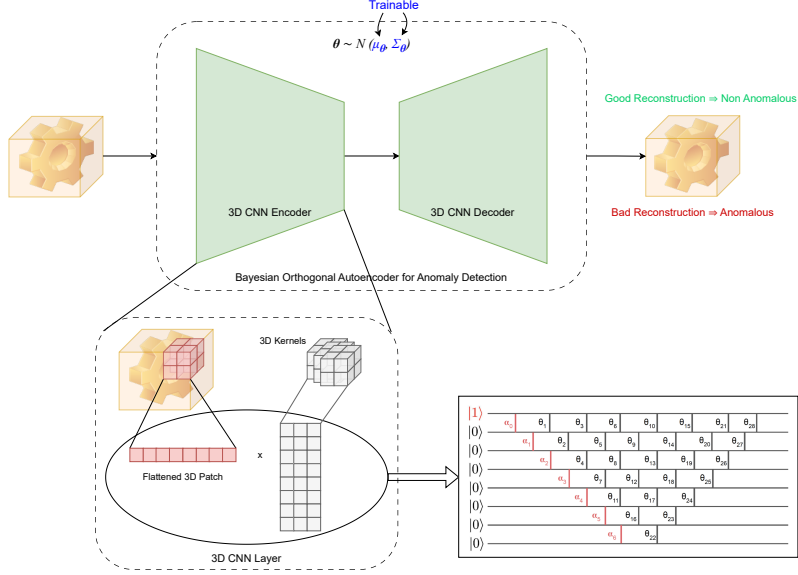 Trainable
θ ~ N (μθ, Σθ)
Good Reconstruction ⇒ Non Anomalous
3D CNN Encoder
3D CNN Decoder
Bad Reconstruction ⇒ Anomalous
Bayesian Orthogonal Autoencoder for Anomaly Detection
3D Kernels
x
Flattened 3D Patch
3D CNN Layer
|1⟩
α0 θ1 θ3 θ6 θ10 θ15 θ21 θ28
|0⟩
α1 θ2 θ5 θ9 θ14 θ20 θ27
|0⟩
α2 θ4 θ8 θ13 θ19 θ26
|0⟩
α3 θ7 θ12 θ18 θ25
|0⟩
α4 θ11 θ17 θ24
|0⟩
α5 θ16 θ23
|0⟩
α6 θ22
|0⟩